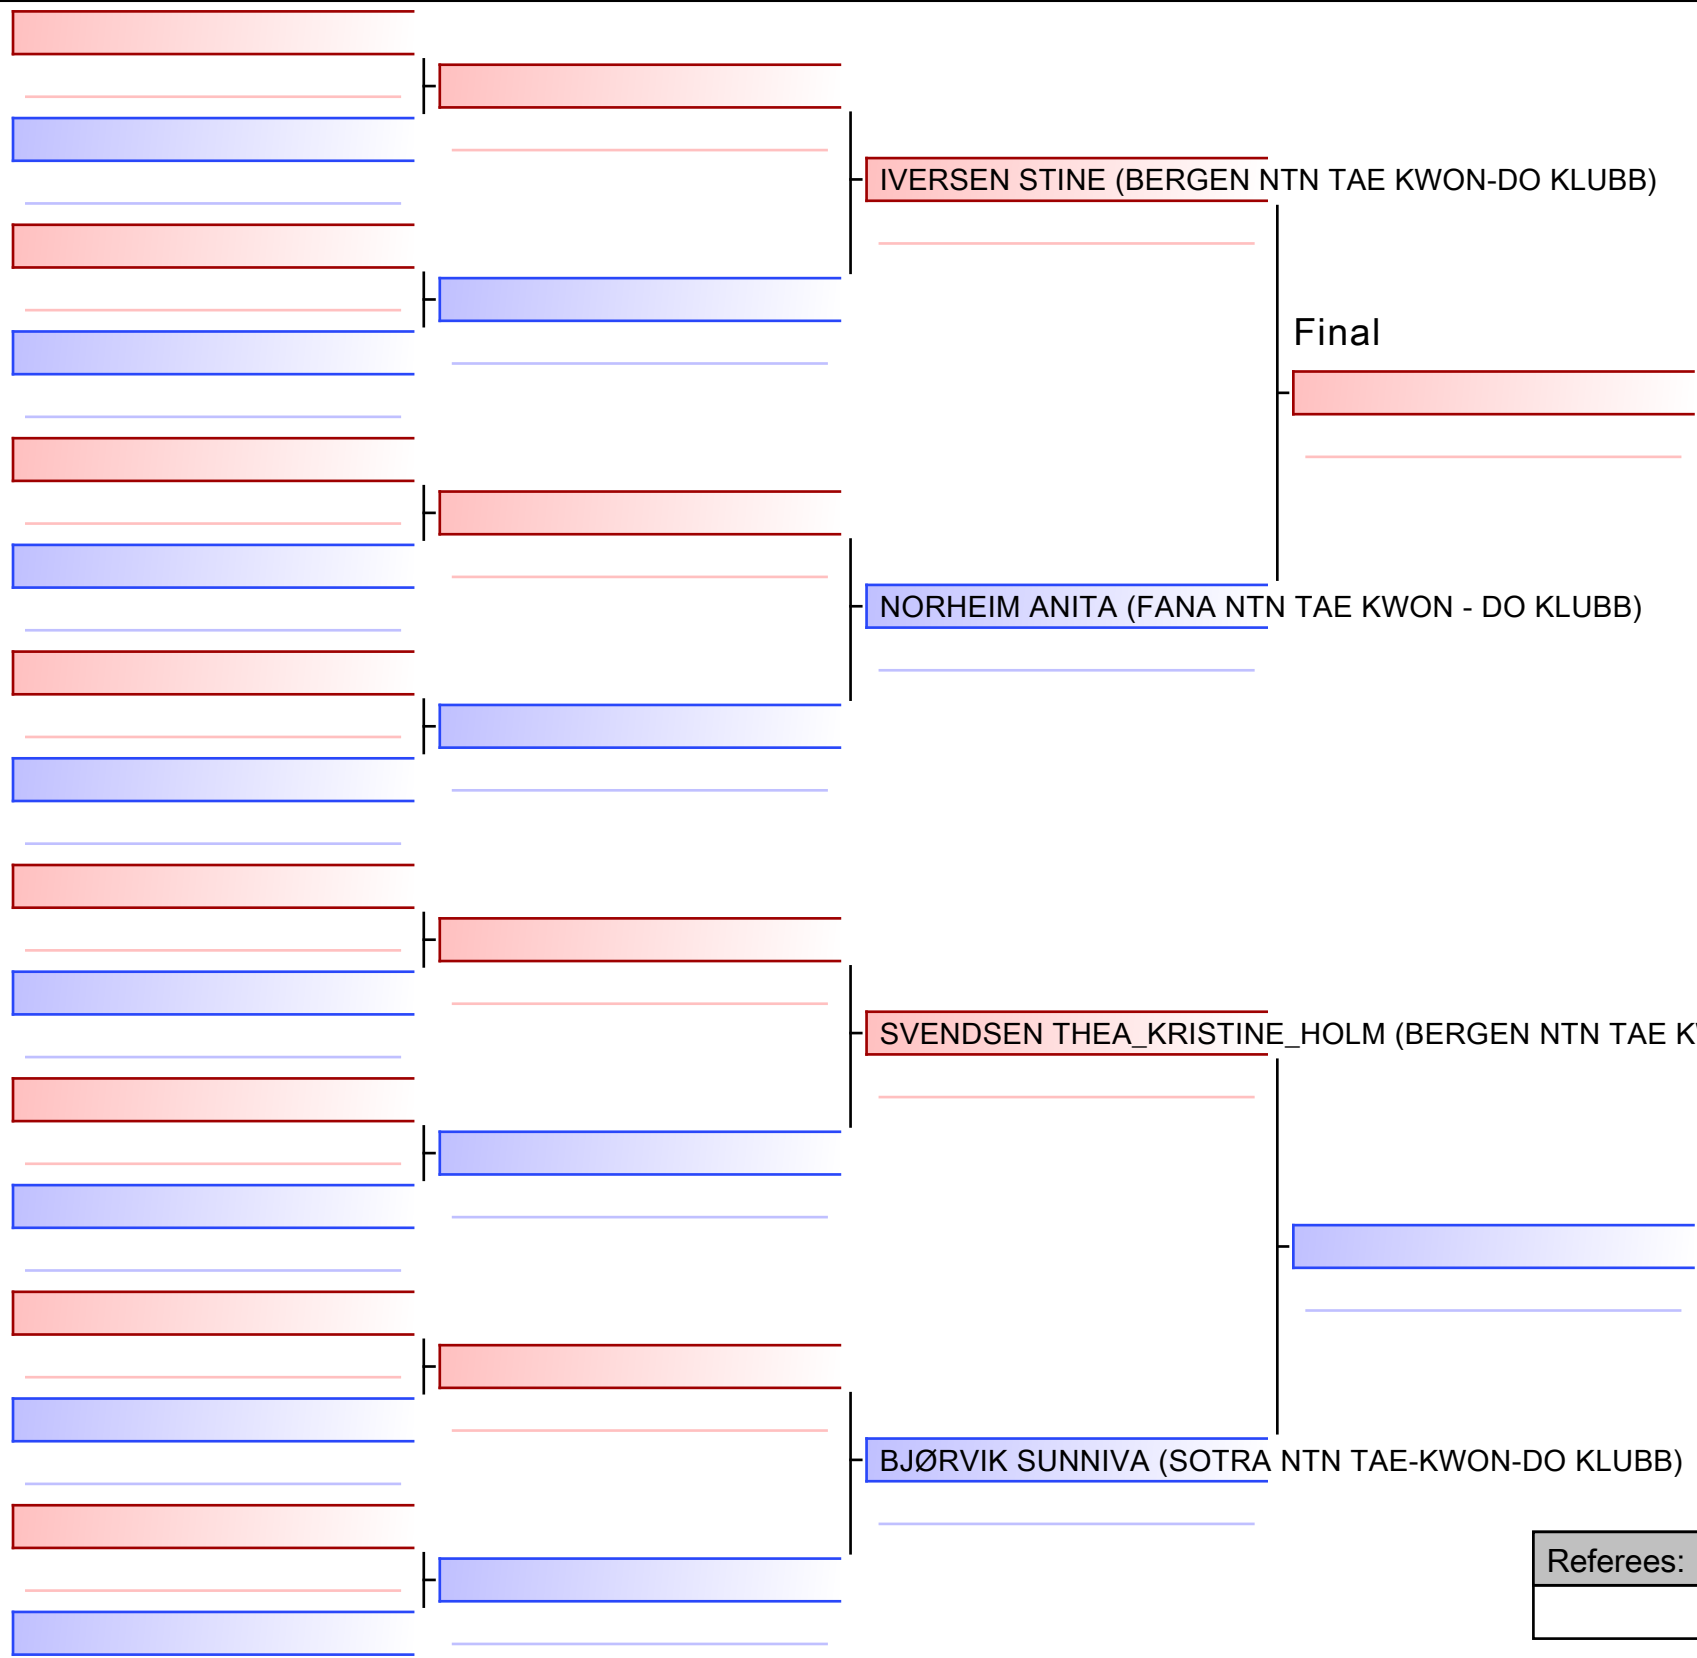 IVERSEN STINE (BERGEN NTN TAE KWON-DO KLUBB)
Final
NORHEIM ANITA (FANA NTN TAE KWON - DO KLUBB)
SVENDSEN THEA_KRISTINE_HOLM (BERGEN NTN TAE
BJØRVIK SUNNIVA (SOTRA NTN TAE-KWON-DO KLUBB)
Referees: